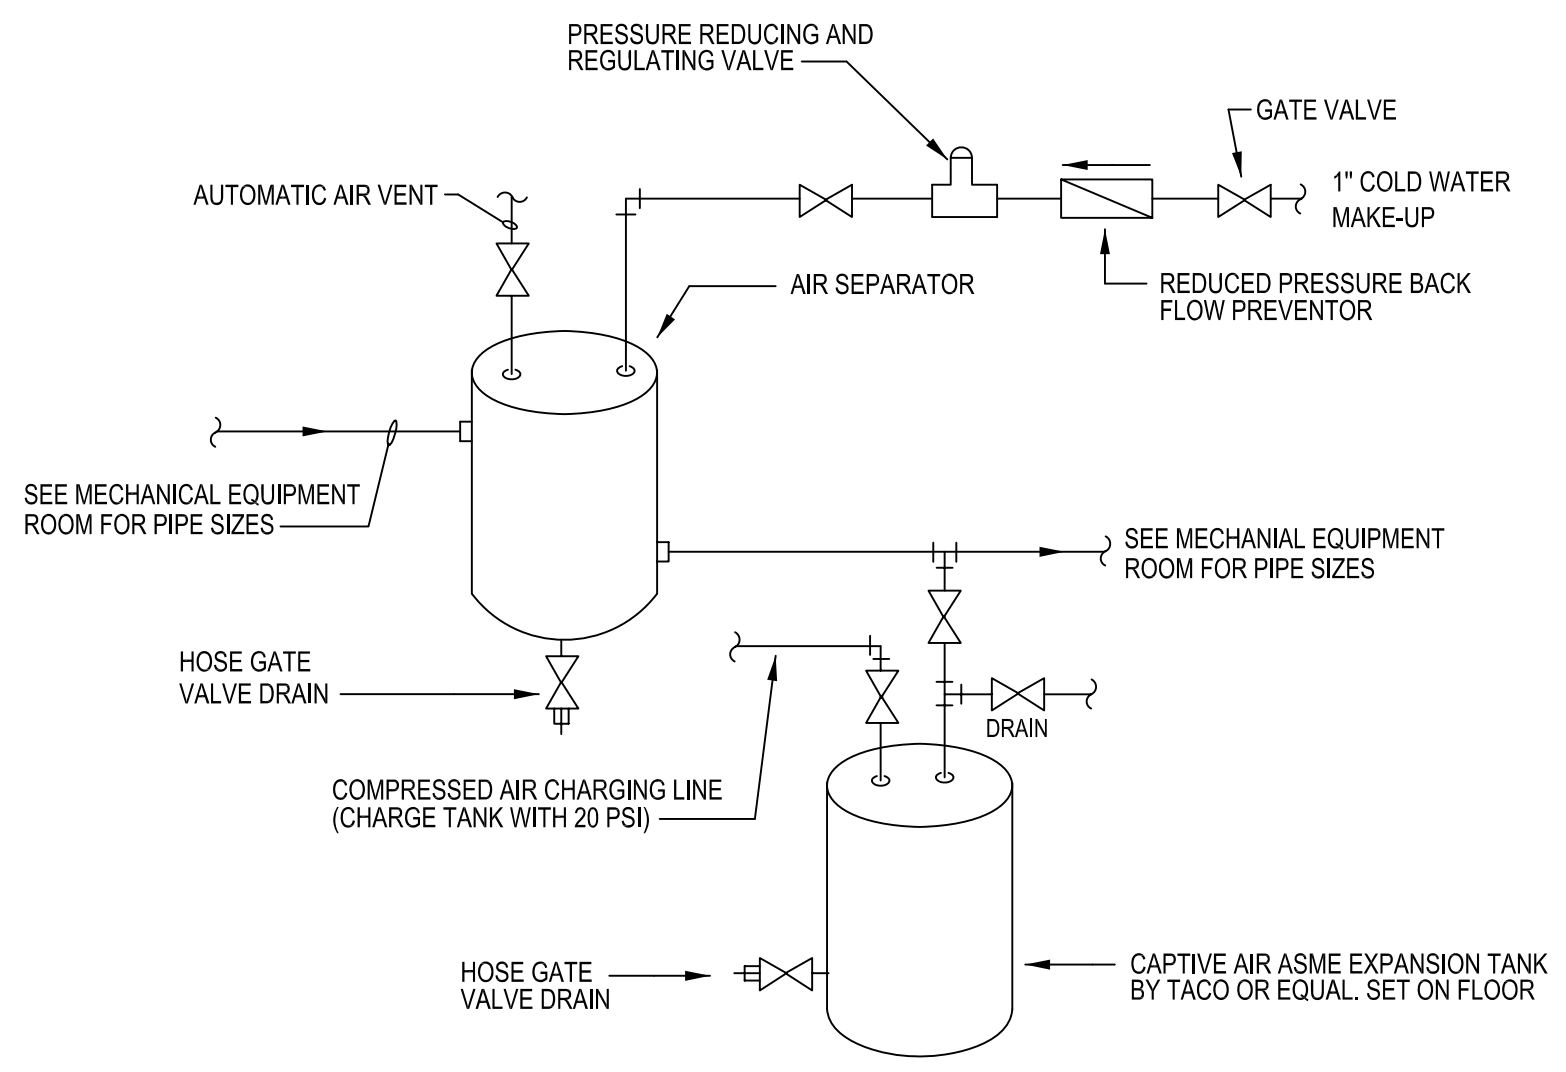 PRESSURE REDUCING AND
REGULATING VALVE
GATE VALVE
AUTOMATIC AIR VENT
1" COLD WATER
MAKE-UP
AIR SEPARATOR
REDUCED PRESSURE BACK
FLOW PREVENTOR
SEE MECHANICAL EQUIPMENT
ROOM FOR PIPE SIZES
SEE MECHANIAL EQUIPMENT
ROOM FOR PIPE SIZES
HOSE GATE
VALVE DRAIN
DRAIN
COMPRESSED AIR CHARGING LINE
(CHARGE TANK WITH 20 PSI)
HOSE GATE
VALVE DRAIN
CAPTIVE AIR ASME EXPANSION TANK
BY TACO OR EQUAL. SET ON FLOOR